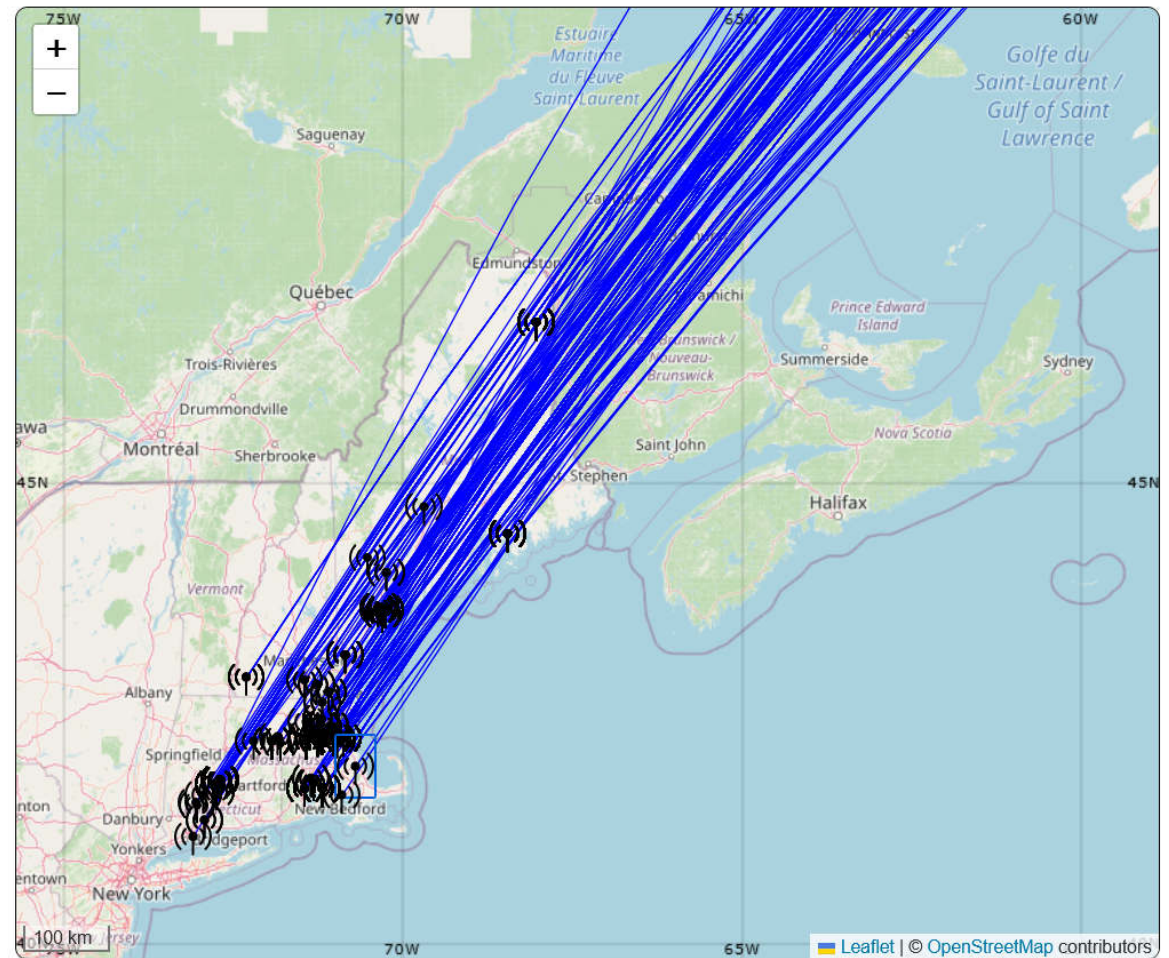 75W
70W
65W
60W
+
−
Estuaire
Maritime
du Fleuve
Saint-Laurent
Golfe du
Saint-Laurent /
Gulf of Saint
Lawrence
Saguenay
Edmundston
Québec
Prince Edward
Island
Trois-Rivières
Nouveau-
Brunswick
Summerside
Sydney
Drummondville
Montréal
Sherbrooke
Saint John
Nova Scotia
45N
Stephen
45N
Halifax
Vermont
Albany
Springfield
Danbury
New Bedford
Yonkers
New York
100 km
70W
65W
60W
Leaflet | © OpenStreetMap contributors